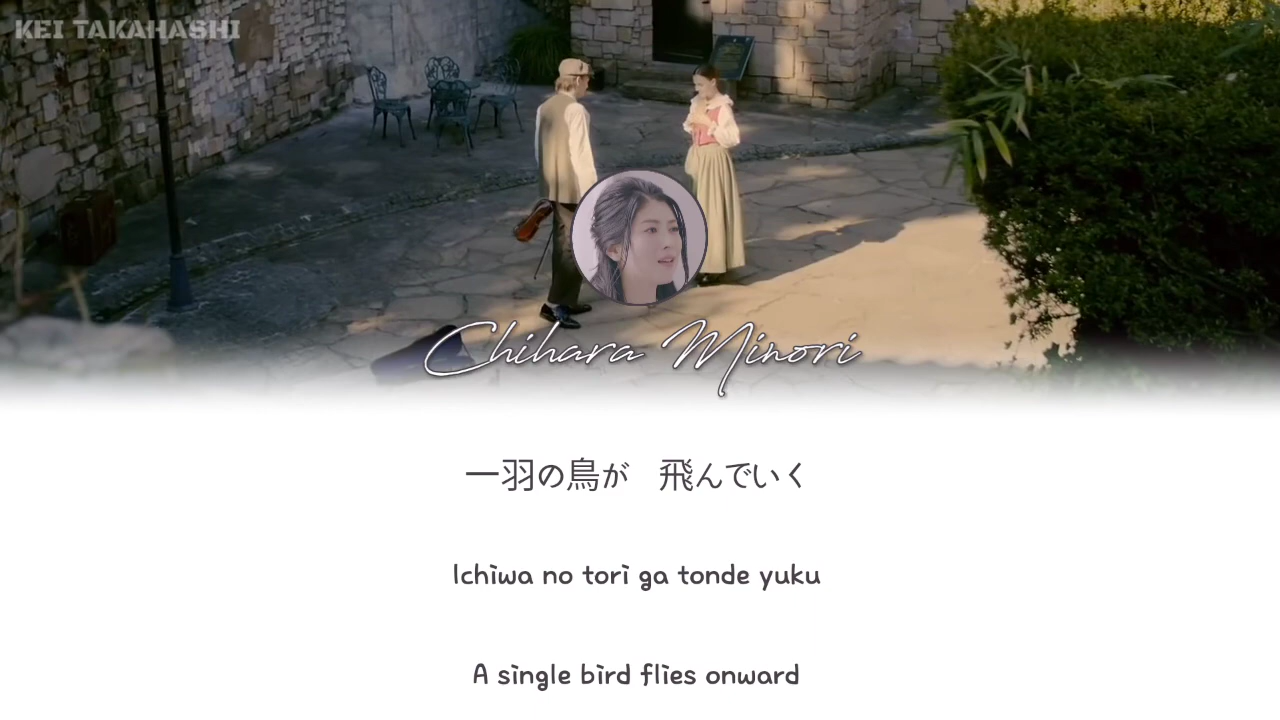 KEI TAKAHASHI
Chihara Minori
一羽の鳥が　飛んでいく
Ichiwa no tori ga tonde yuku
A single bird flies onward